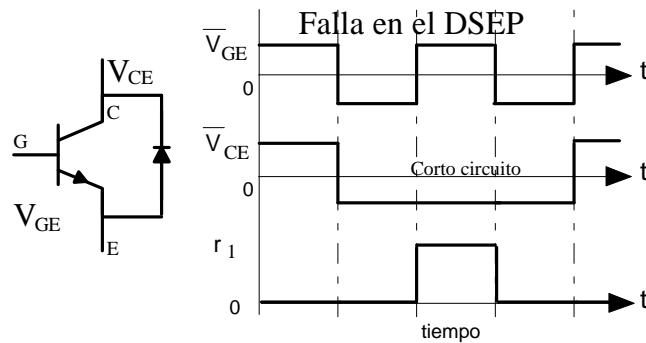 Falla en el DSEP
V̅GE
0
t
VCE
C
G
VGE
E
V̅CE
Corto circuito
0
t
r 1
0
t
tiempo